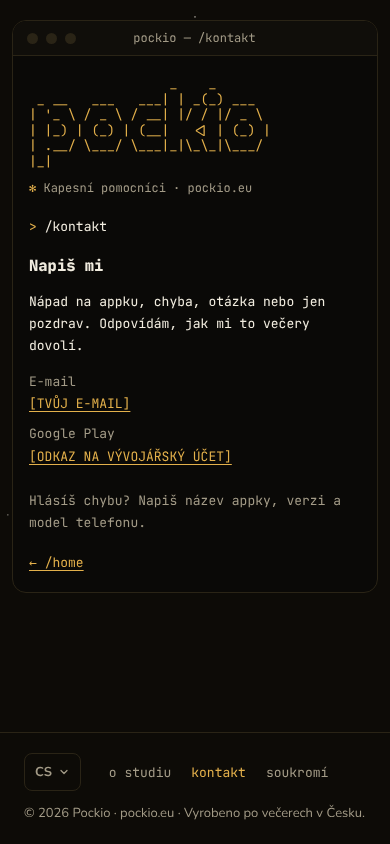 pockio — /kontakt
pockio
✻ Kapesní pomocníci · pockio.eu
> /kontakt
Napiš mi
Nápad na appku, chyba, otázka nebo jen
pozdrav. Odpovídám, jak mi to večery
dovolí.
E-mail
[TVŮJ E-MAIL]
Google Play
[ODKAZ NA VÝVOJÁŘSKÝ ÚČET]
Hlásíš chybu? Napiš název appky, verzi a
model telefonu.
← /home
CS o studiu kontakt soukromí
© 2026 Pockio · pockio.eu · Vyrobeno po večerech v Česku.